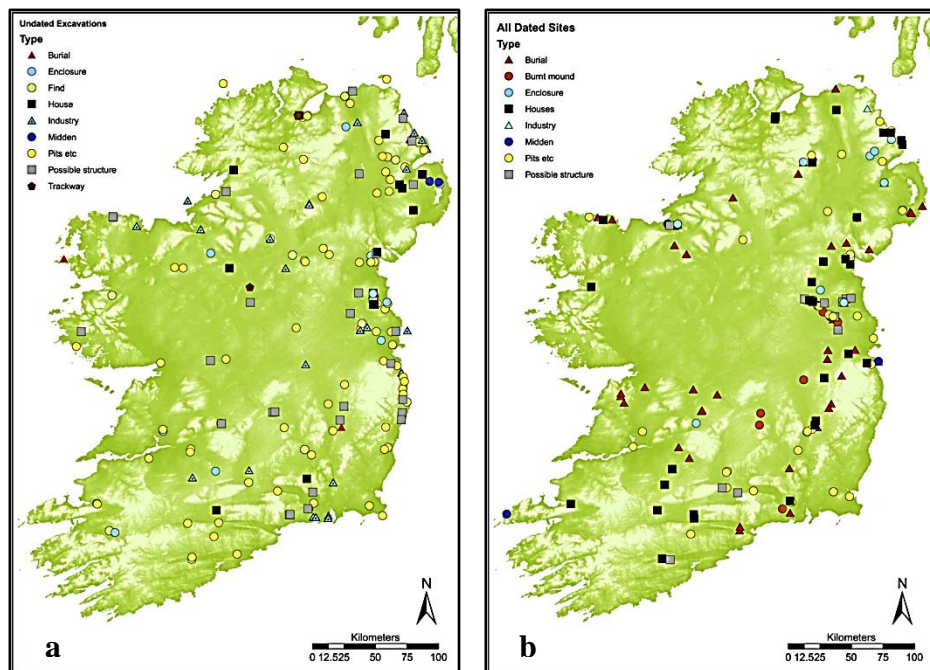 Undated Excavations
Type
Burial
Enclosure
Find
House
Industry
Midden
Pits etc
Possible structure
Trackway
N
Kilometers
0 12.525 50 75 100
a
All Dated Sites
Type
Burial
Burnt mound
Enclosure
Houses
Industry
Midden
Pits etc
Possible structure
N
Kilometers
0 12.525 50 75 100
b